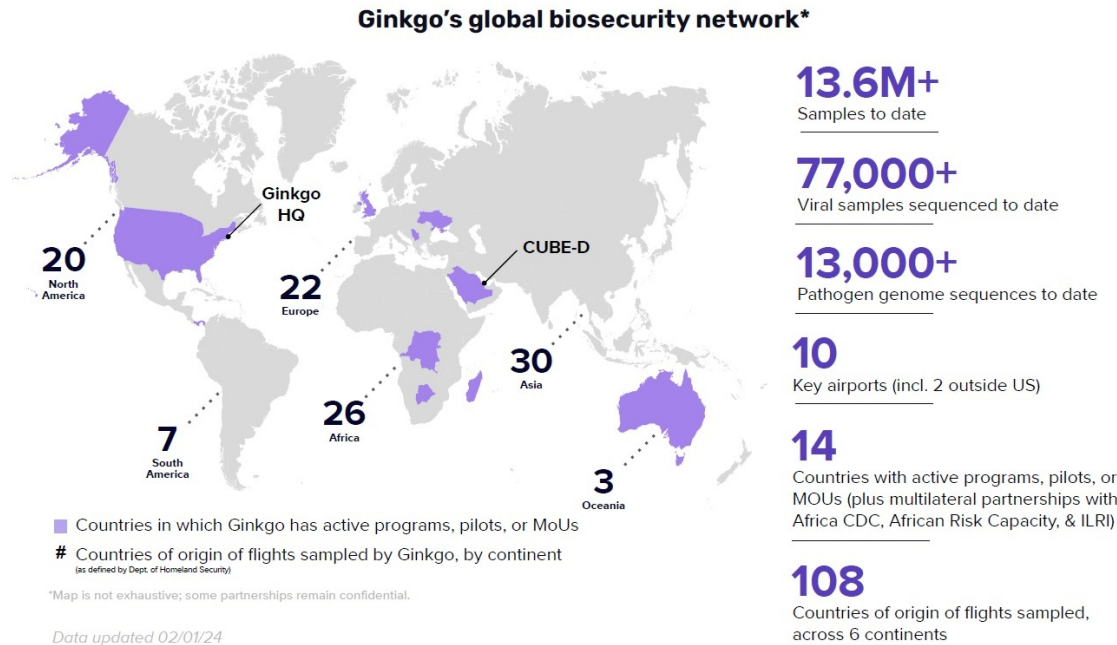 Ginkgo's global biosecurity network*
Ginkgo
HQ
CUBE-D
20
North
America
22
Europe
30
Asia
26
Africa
7
South
America
3
Oceania
Countries in which Ginkgo has active programs, pilots, or MoUs
# Countries of origin of flights sampled by Ginkgo, by continent
(as defined by Dept. of Homeland Security)
*Map is not exhaustive; some partnerships remain confidential.
Data updated 02/01/24
13.6M+
Samples to date
77,000+
Viral samples sequenced to date
13,000+
Pathogen genome sequences to date
10
Key airports (incl. 2 outside US)
14
Countries with active programs, pilots, or
MOUs (plus multilateral partnerships with
Africa CDC, African Risk Capacity, & ILRI)
108
Countries of origin of flights sampled,
across 6 continents